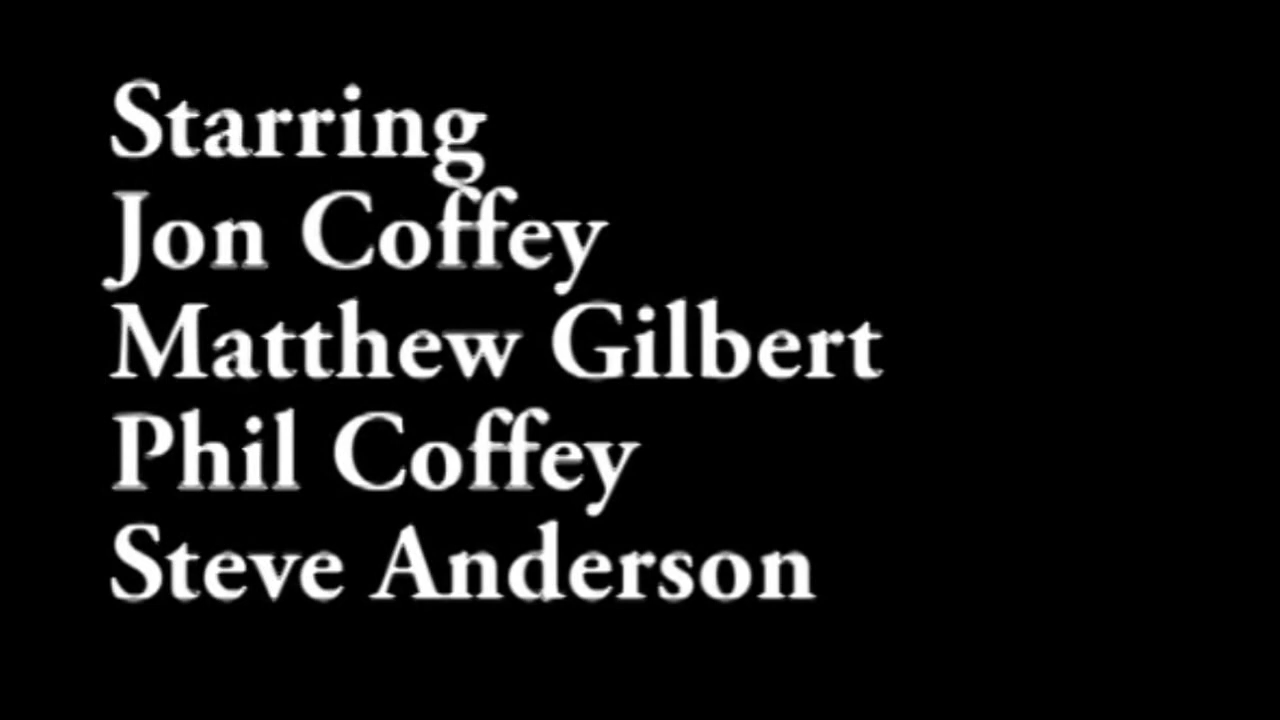 Starring
Jon Coffey
Matthew Gilbert
Phil Coffey
Steve Anderson